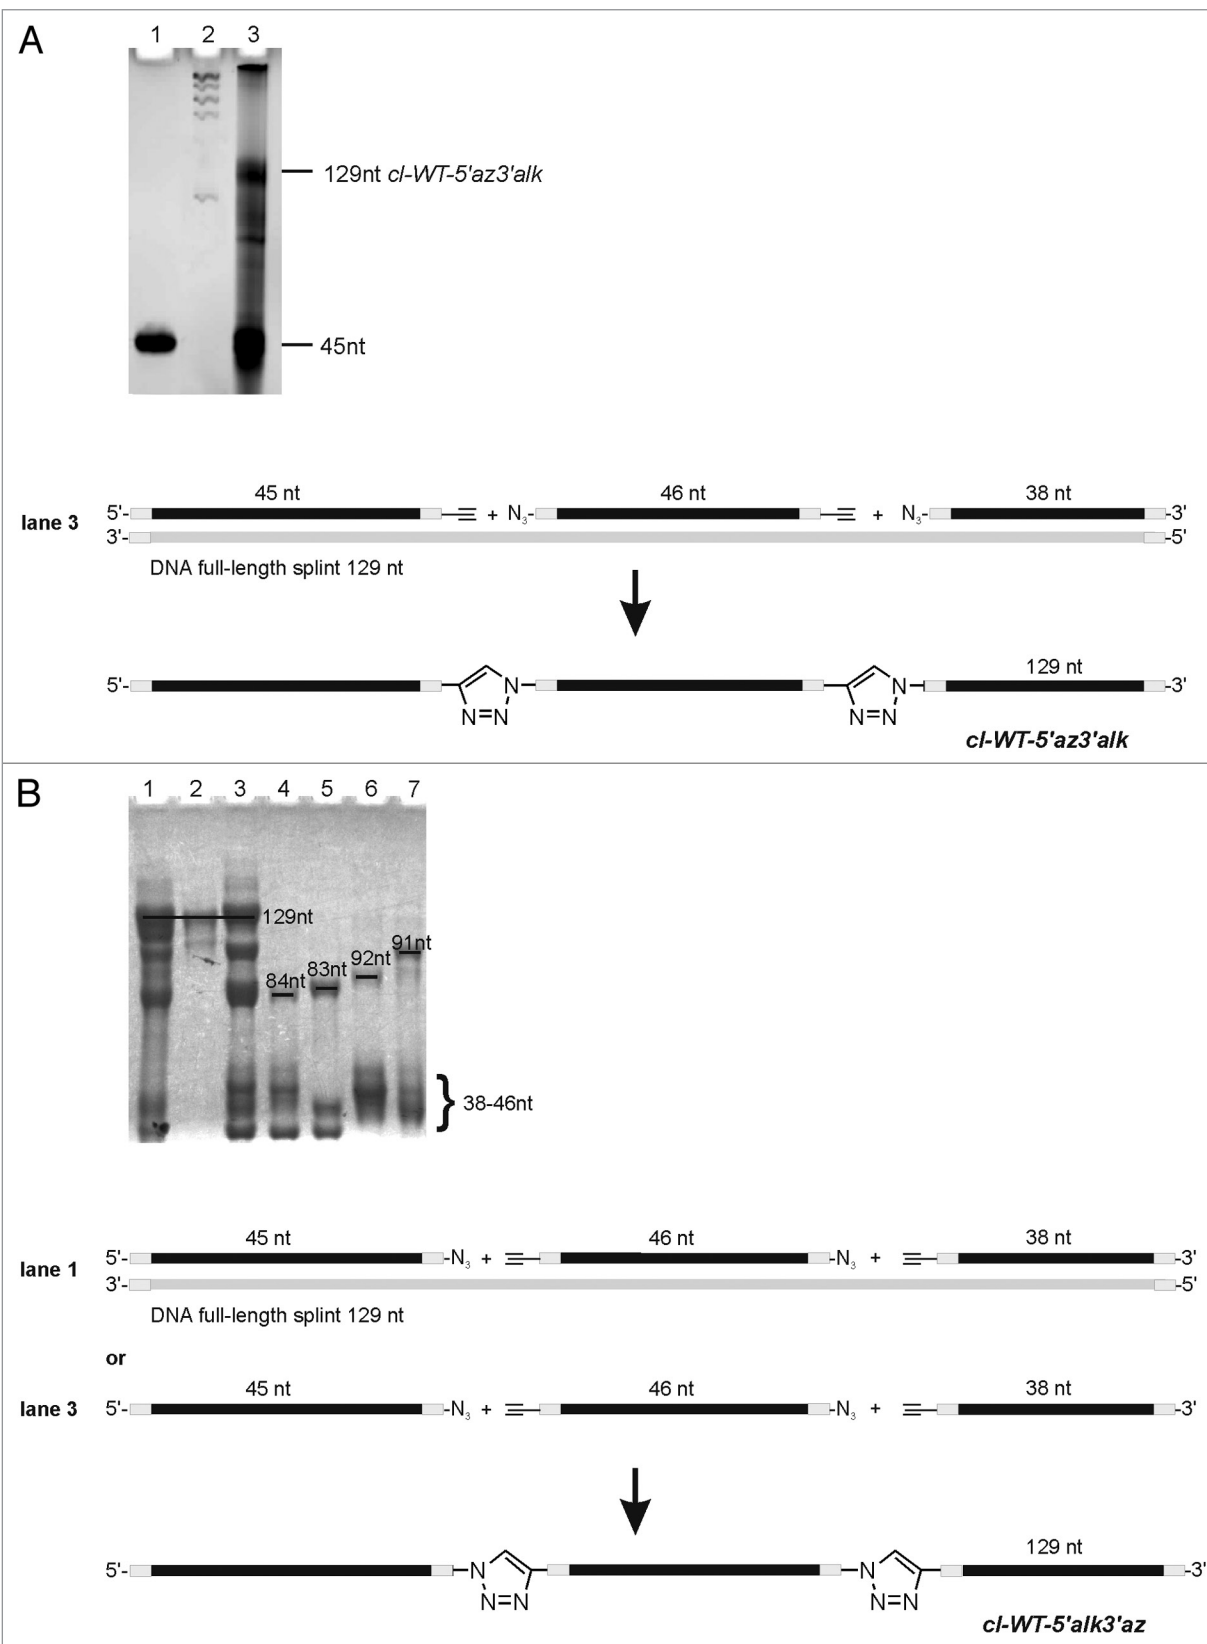 A
1 2 3
129nt cl-WT-5'az3'alk
45nt
45 nt 46 nt 38 nt
lane 3 5'- + N3- + N3- -3'
3'- -5'
DNA full-length splint 129 nt
129 nt
5'- N N=N N N=N -3'
cl-WT-5'az3'alk
B
1 2 3 4 5 6 7
129nt
91nt
92nt
83nt
84nt
38-46nt
45 nt 46 nt 38 nt
lane 1 5'- -N3 + -N3 + -3'
3'- -5'
DNA full-length splint 129 nt
or
45 nt 46 nt 38 nt
lane 3 5'- -N3 + -N3 + -3'
129 nt
5'- N N=N N N=N -3'
cl-WT-5'alk3'az